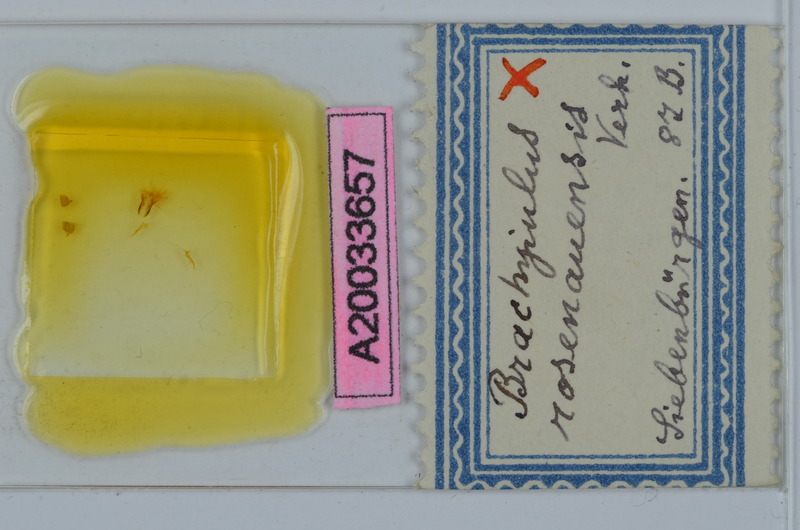 A20033657
X
Brachyiulus
rosenauensis
Verh.
Siebenbürgen. 87 B.